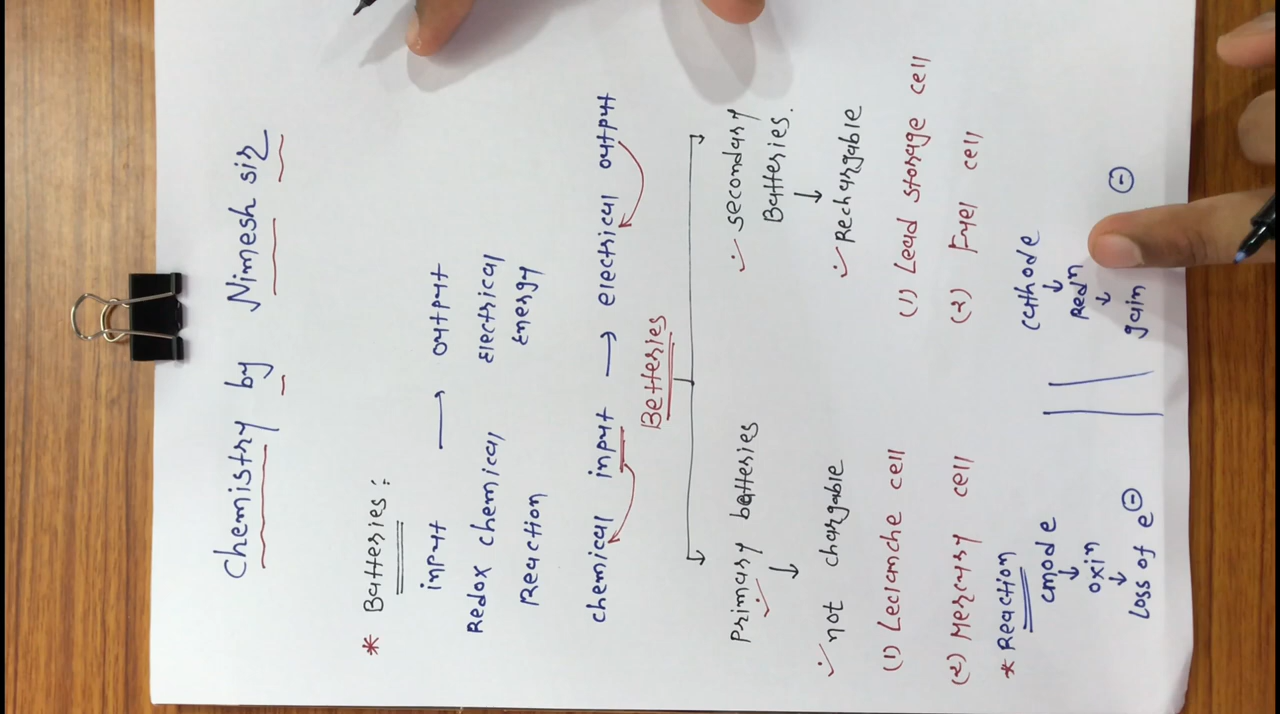 Chemistry by Nimesh sir
* Batteries :
input → output
Redox chemical Electrical
Reaction Energy
chemical input → electrical output
Betteries
Primary betteries
↓
not chargable
(1) Leclanche cell
(2) Mercury cell
secondary
Batteries.
↓
Rechargable
(1) Lead storage cell
(2) Fuel cell
* Reaction
anode
↓
oxin
↓
Loss of e⊖
cathode
↓
Redn
↓
gain ⊖